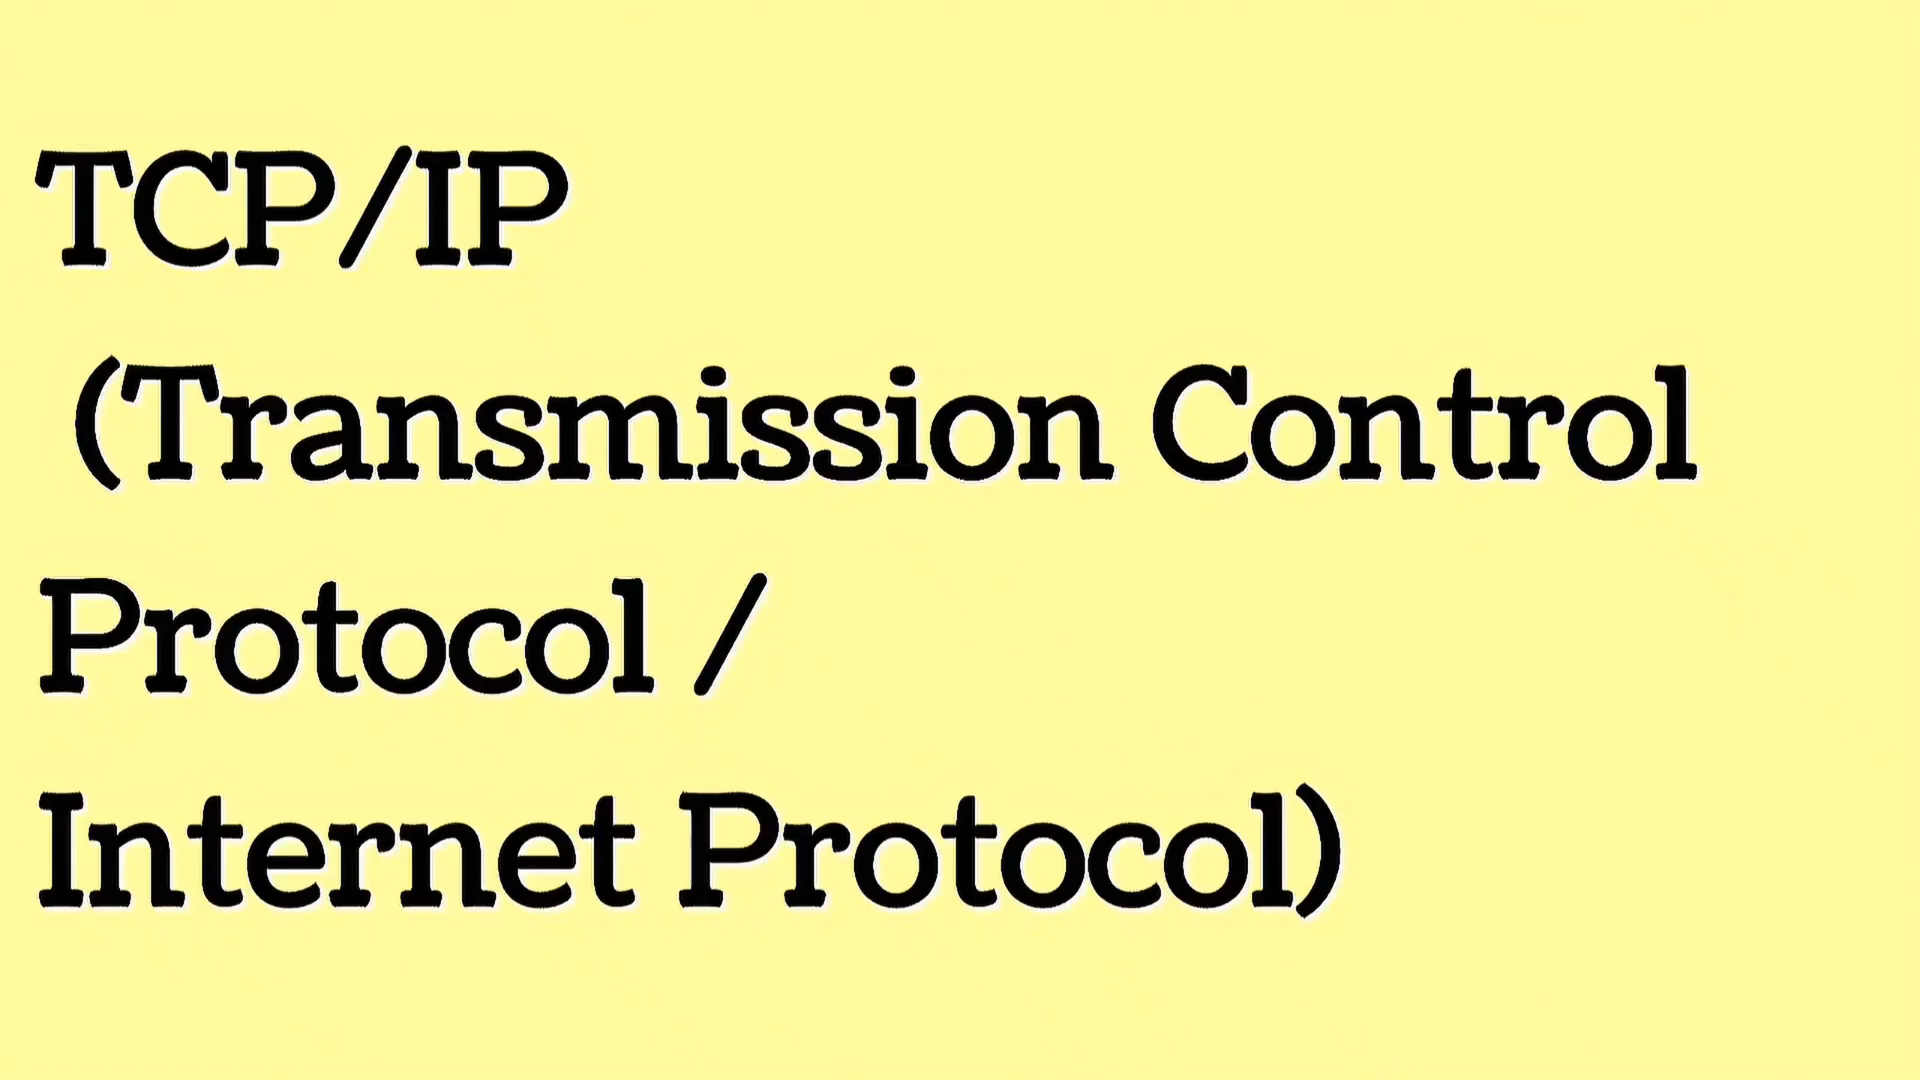 TCP/IP
(Transmission Control
Protocol /
Internet Protocol)